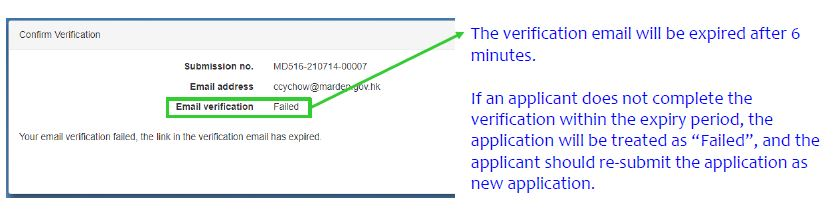 Confirm Verification
Submission no. MD516-210714-00007
Email address ccychow@mardep.gov.hk
Email verification Failed
Your email verification failed, the link in the verification email has expired.
The verification email will be expired after 6
minutes.
If an applicant does not complete the
verification within the expiry period, the
application will be treated as “Failed”, and the
applicant should re-submit the application as
new application.